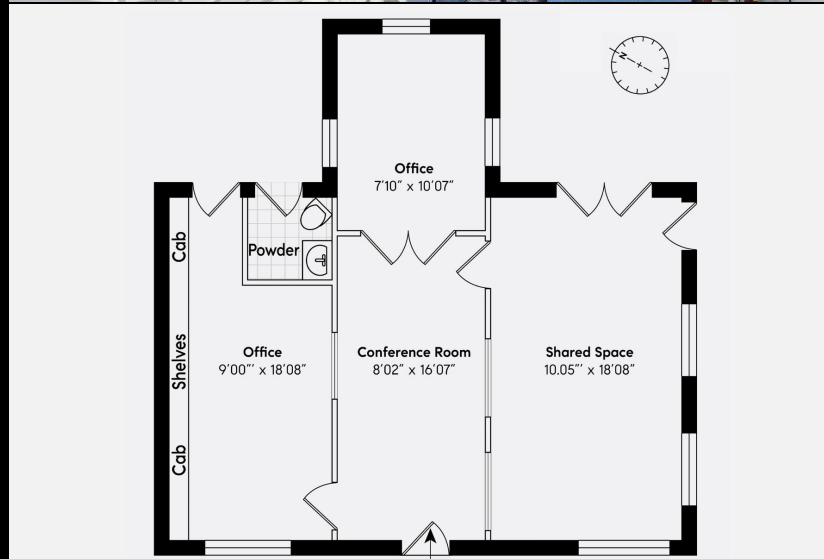 N
Office
7'10" x 10'07"
Cab
Powder
Shelves
Office
9'00"' x 18'08"
Conference Room
8'02" x 16'07"
Shared Space
10.05"' x 18'08"
Cab